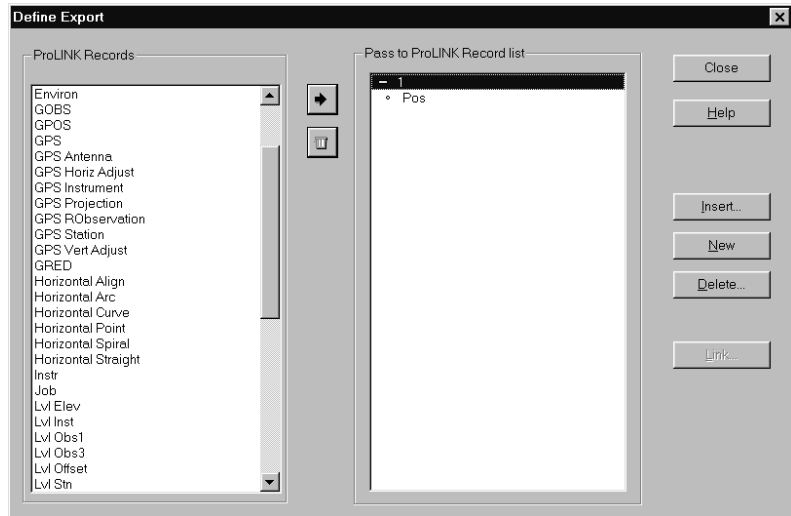 Define Export
ProLINK Records
Environ
GOBS
GPOS
GPS
GPS Antenna
GPS Horiz Adjust
GPS Instrument
GPS Projection
GPS RObservation
GPS Station
GPS Vert Adjust
GRED
Horizontal Align
Horizontal Arc
Horizontal Curve
Horizontal Point
Horizontal Spiral
Horizontal Straight
Instr
Job
Lvl Elev
Lvl Inst
Lvl Obs1
Lvl Obs3
Lvl Offset
Lvl Stn
Pass to ProLINK Record list
1
Pos
Close
Help
Insert...
New
Delete...
Link...